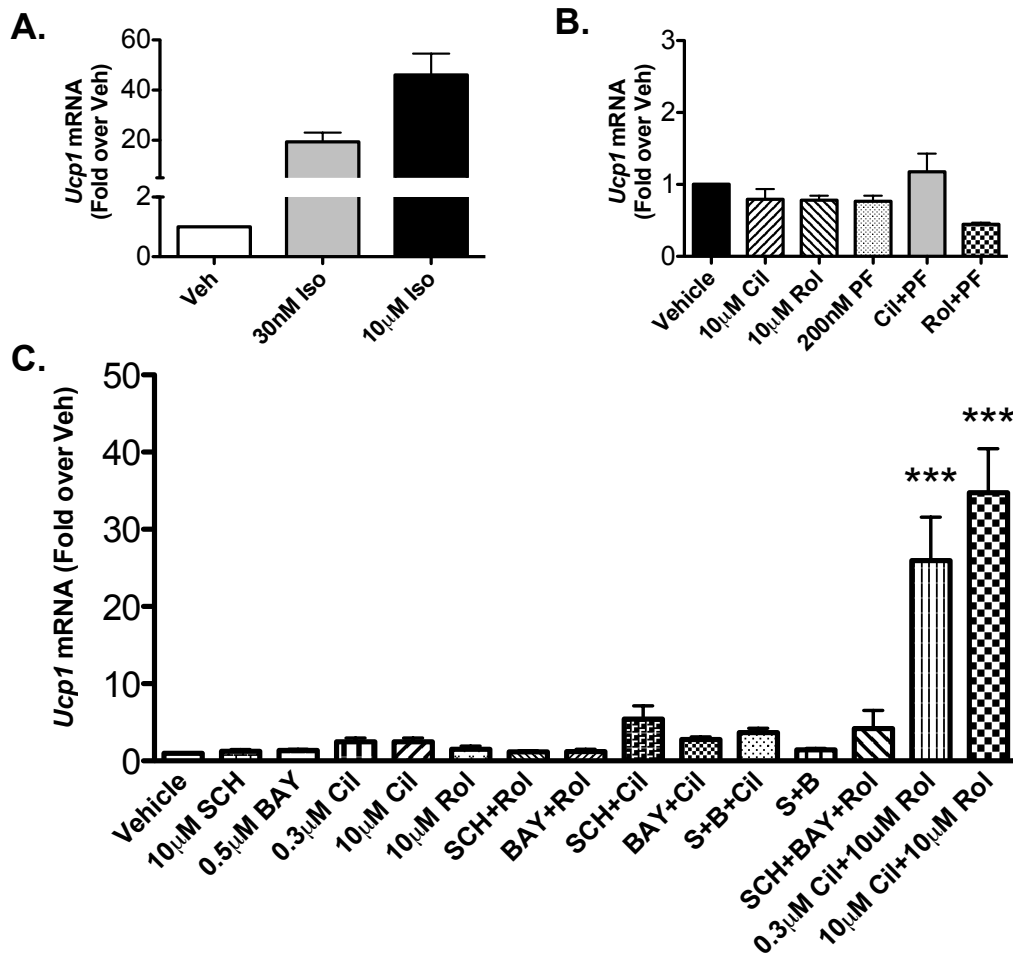 A.
Ucp1 mRNA
(Fold over Veh)
60
40
20
2
0
Veh
30nM Iso
10μM Iso
B.
Ucp1 mRNA
(Fold over Veh)
3
2
1
0
Vehicle
10μM Cil
10μM Rol
200nM PF
Cil+PF
Rol+PF
C.
Ucp1 mRNA (Fold over Veh)
50
40
30
20
10
0
***
***
Vehicle
10μM SCH
0.5μM BAY
0.3μM Cil
10μM Cil
10μM Rol
SCH+Rol
BAY+Rol
SCH+Cil
BAY+Cil
S+B+Cil
S+B
SCH+BAY+Rol
0.3μM Cil+10uM Rol
10μM Cil+10μM Rol